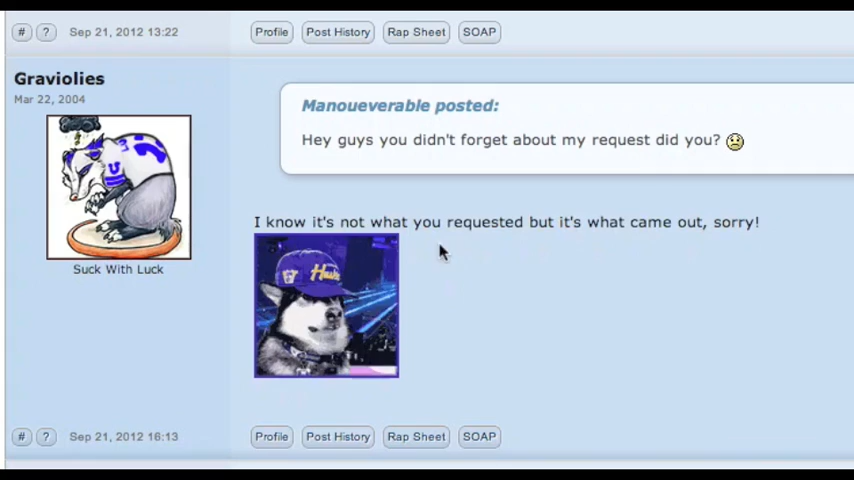 # ? Sep 21, 2012 13:22 Profile Post History Rap Sheet SOAP
Graviolies
Mar 22, 2004
Suck With Luck
Manoueverable posted:
Hey guys you didn't forget about my request did you?
I know it's not what you requested but it's what came out, sorry!
# ? Sep 21, 2012 16:13 Profile Post History Rap Sheet SOAP